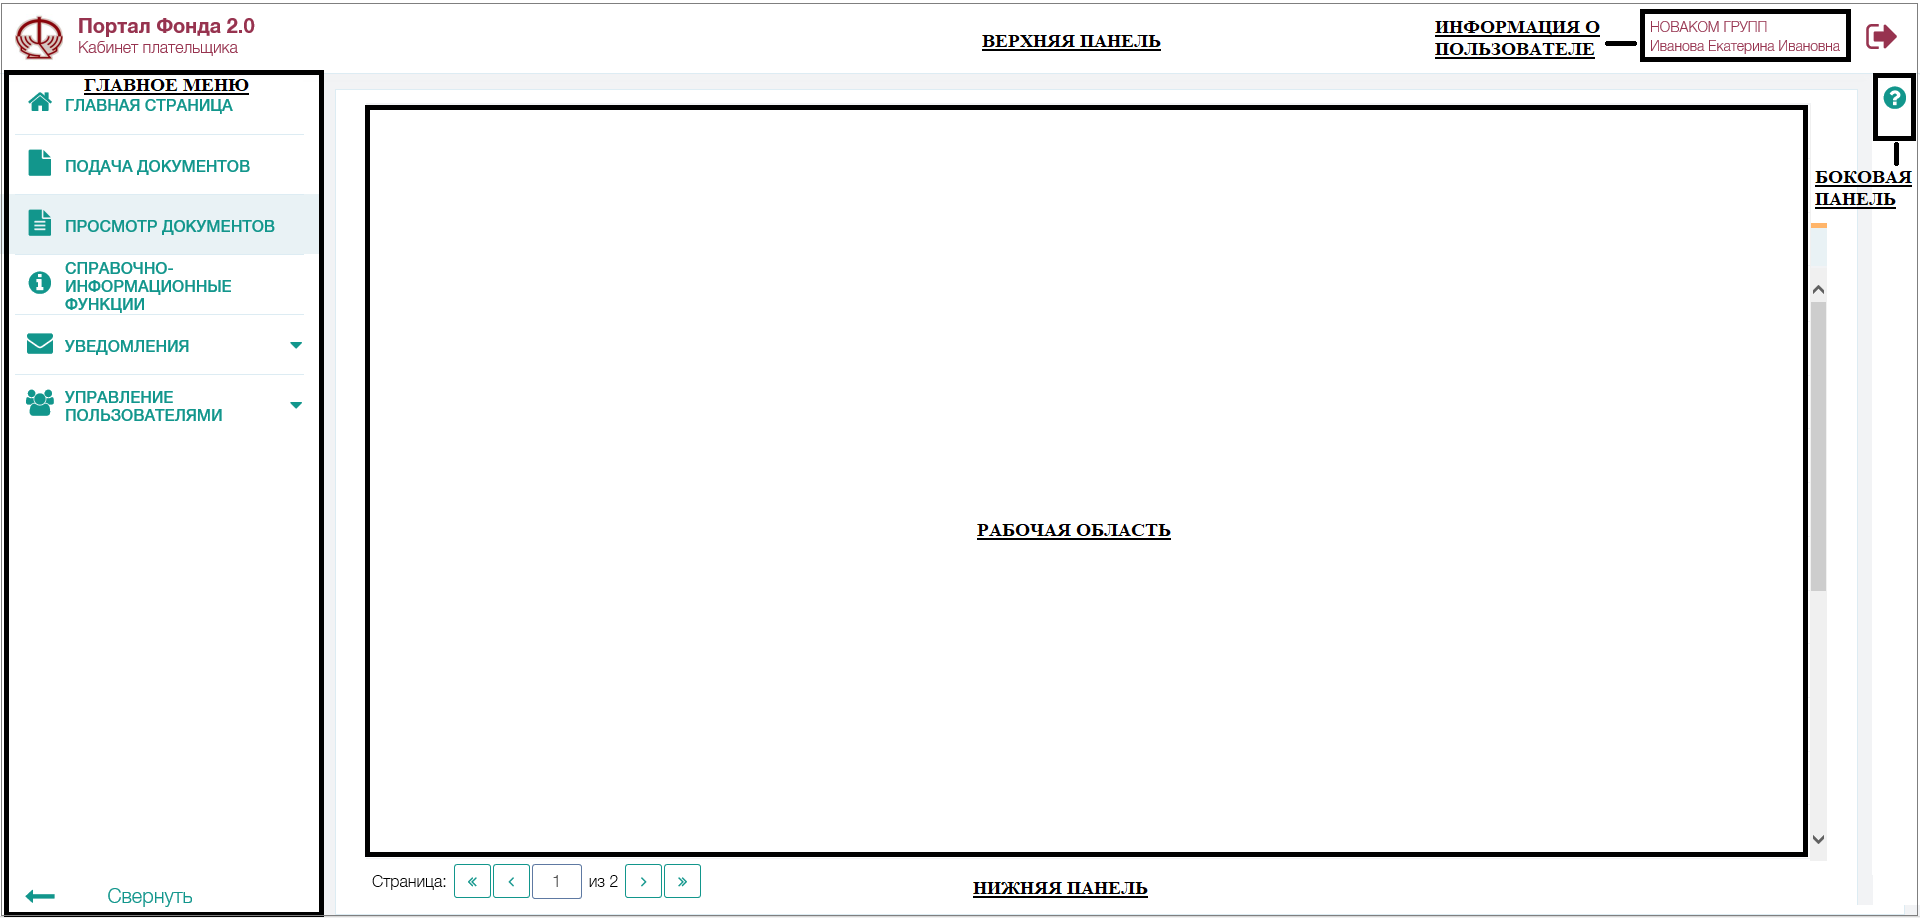 Портал Фонда 2.0
Кабинет плательщика
ВЕРХНЯЯ ПАНЕЛЬ
ИНФОРМАЦИЯ О
ПОЛЬЗОВАТЕЛЕ
НОВАКОМ ГРУПП
Иванова Екатерина Ивановна
ГЛАВНОЕ МЕНЮ
ГЛАВНАЯ СТРАНИЦА
ПОДАЧА ДОКУМЕНТОВ
ПРОСМОТР ДОКУМЕНТОВ
СПРАВОЧНО-
ИНФОРМАЦИОННЫЕ
ФУНКЦИИ
УВЕДОМЛЕНИЯ
УПРАВЛЕНИЕ
ПОЛЬЗОВАТЕЛЯМИ
Свернуть
БОКОВАЯ
ПАНЕЛЬ
РАБОЧАЯ ОБЛАСТЬ
Страница: « ‹ 1 из 2 › »
НИЖНЯЯ ПАНЕЛЬ